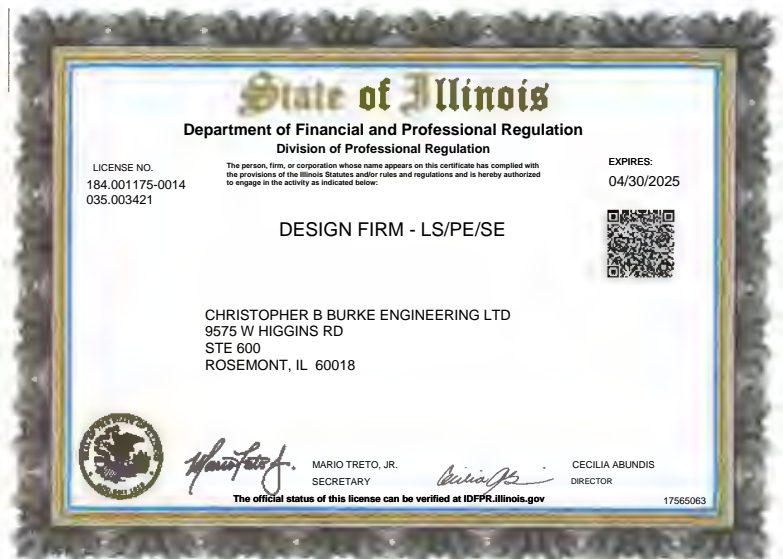 State of Illinois
Department of Financial and Professional Regulation
Division of Professional Regulation
LICENSE NO.
184.001175-0014
035.003421
The person, firm, or corporation whose name appears on this certificate has complied with
the provisions of the Illinois Statutes and/or rules and regulations and is hereby authorized
to engage in the activity as indicated below:
EXPIRES:
04/30/2025
DESIGN FIRM - LS/PE/SE
CHRISTOPHER B BURKE ENGINEERING LTD
9575 W HIGGINS RD
STE 600
ROSEMONT, IL 60018
MARIO TRETO, JR.
SECRETARY
CECILIA ABUNDIS
DIRECTOR
The official status of this license can be verified at IDFPR.illinois.gov
17565063